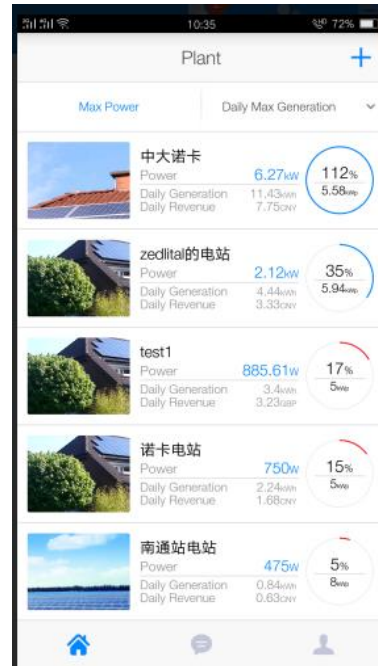 10:35
72%
Plant
Max Power
Daily Max Generation
中大诺卡
Power 6.27kW
Daily Generation 11.43kWh
Daily Revenue 7.75CNY
112%
5.58kWp
zedlital的电站
Power 2.12kW
Daily Generation 4.44kWh
Daily Revenue 3.33CNY
35%
5.94kWp
test1
Power 885.61W
Daily Generation 3.4kWh
Daily Revenue 3.23GBP
17%
5kWp
诺卡电站
Power 750W
Daily Generation 2.24kWh
Daily Revenue 1.68CNY
15%
5kWp
南通站电站
Power 475W
Daily Generation 0.84kWh
Daily Revenue 0.63CNY
5%
8kWp